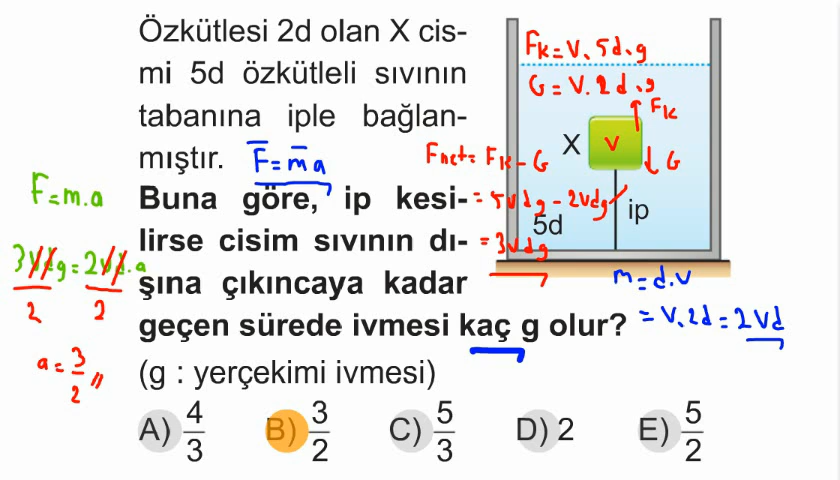 Özkütlesi 2d olan X cis-
mi 5d özkütleli sıvının
tabanına iple bağlan-
mıştır.
Buna göre, ip kesi-
lirse cisim sıvının dı-
şına çıkıncaya kadar
geçen sürede ivmesi kaç g olur?
(g : yerçekimi ivmesi)
A) 4/3 B) 3/2 C) 5/3 D) 2 E) 5/2
Fk = V. 5d. g
G = V. 2d. g
Fk
X V G
5d ip
F = m a
Fnet = Fk - G
= 5Vdg - 2Vdg
= 3Vdg
m = d.V
= V. 2d = 2Vd
F = m.a
3Vdg = 2Vd.a
2 2
a = 3/2 //